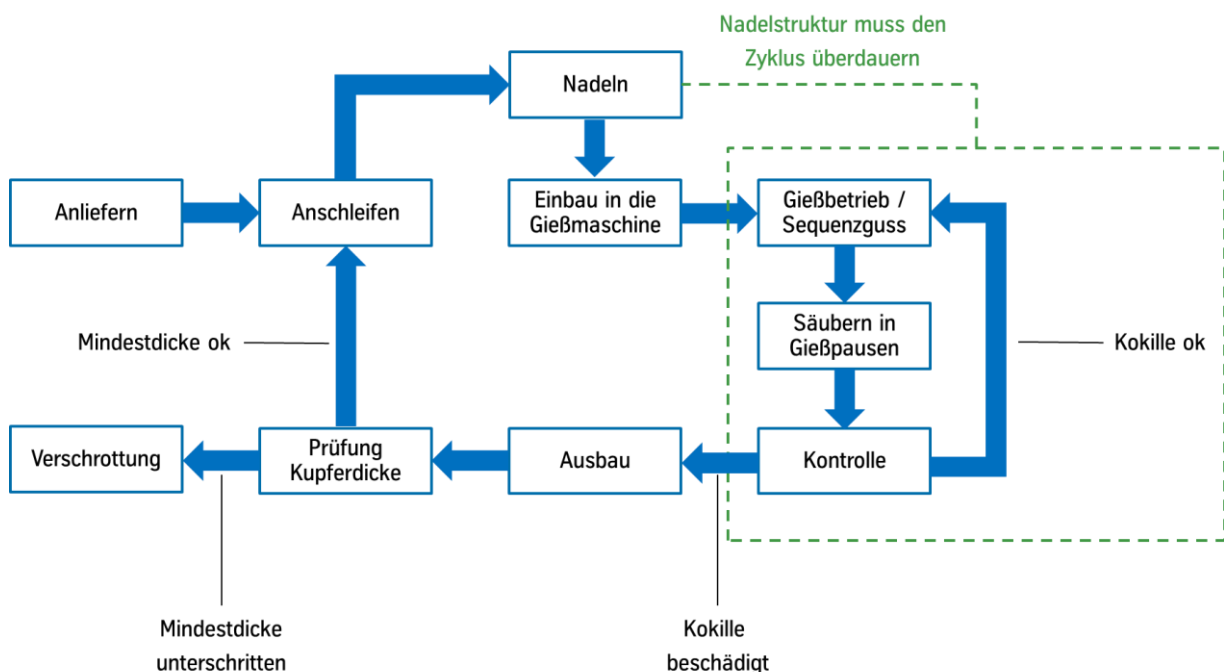 Nadelstruktur muss den
Zyklus überdauern
Nadeln
Anliefern
Anschleifen
Einbau in die
Gießmaschine
Gießbetrieb /
Sequenzguss
Säubern in
Gießpausen
Mindestdicke ok
Kokille ok
Verschrottung
Prüfung
Kupferdicke
Ausbau
Kontrolle
Mindestdicke
unterschritten
Kokille
beschädigt